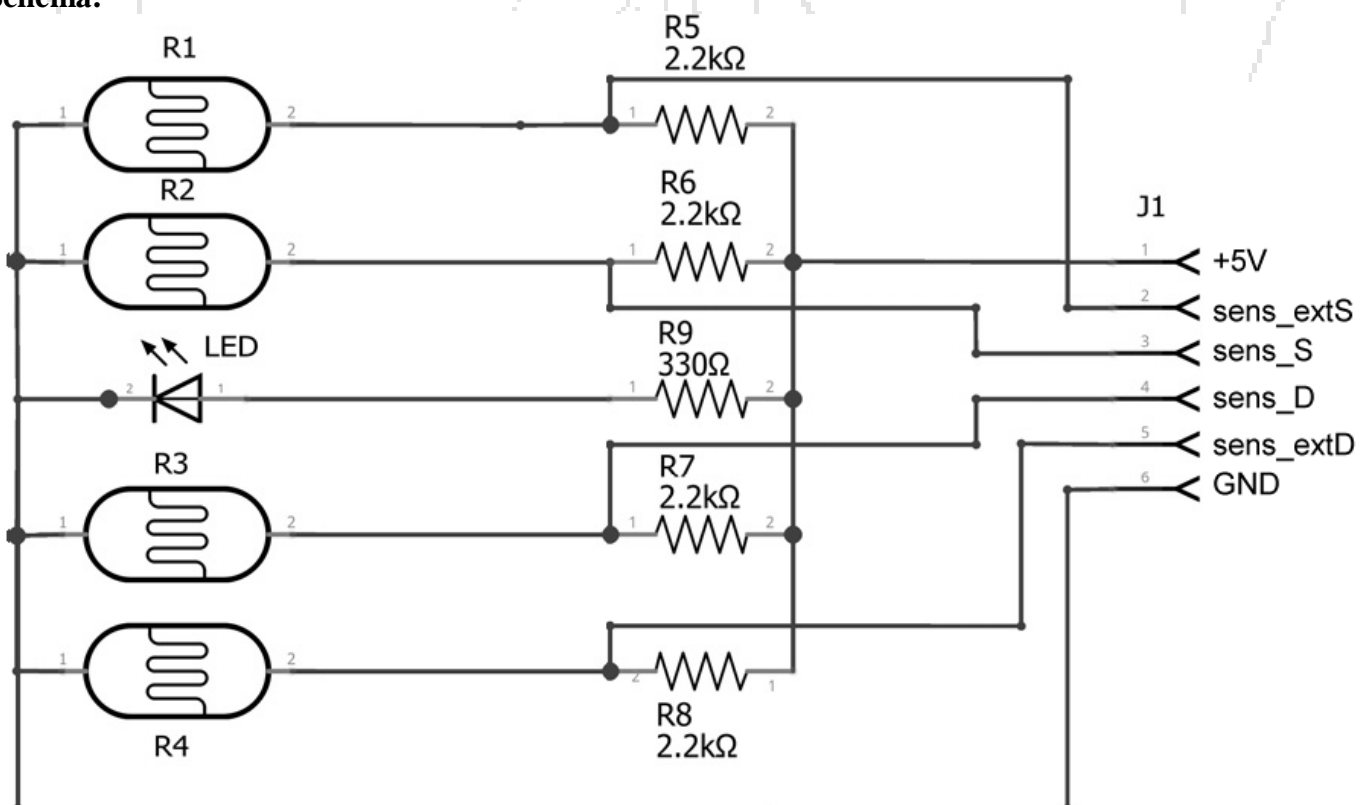 R1
R5
2.2kΩ
1
2
1
2
R2
R6
2.2kΩ
J1
1
2
1
2
1
+5V
2
sens_extS
LED
R9
330Ω
3
sens_S
2
1
1
2
4
sens_D
R3
R7
2.2kΩ
5
sens_extD
6
GND
1
2
1
2
1
2
2
1
R4
R8
2.2kΩ